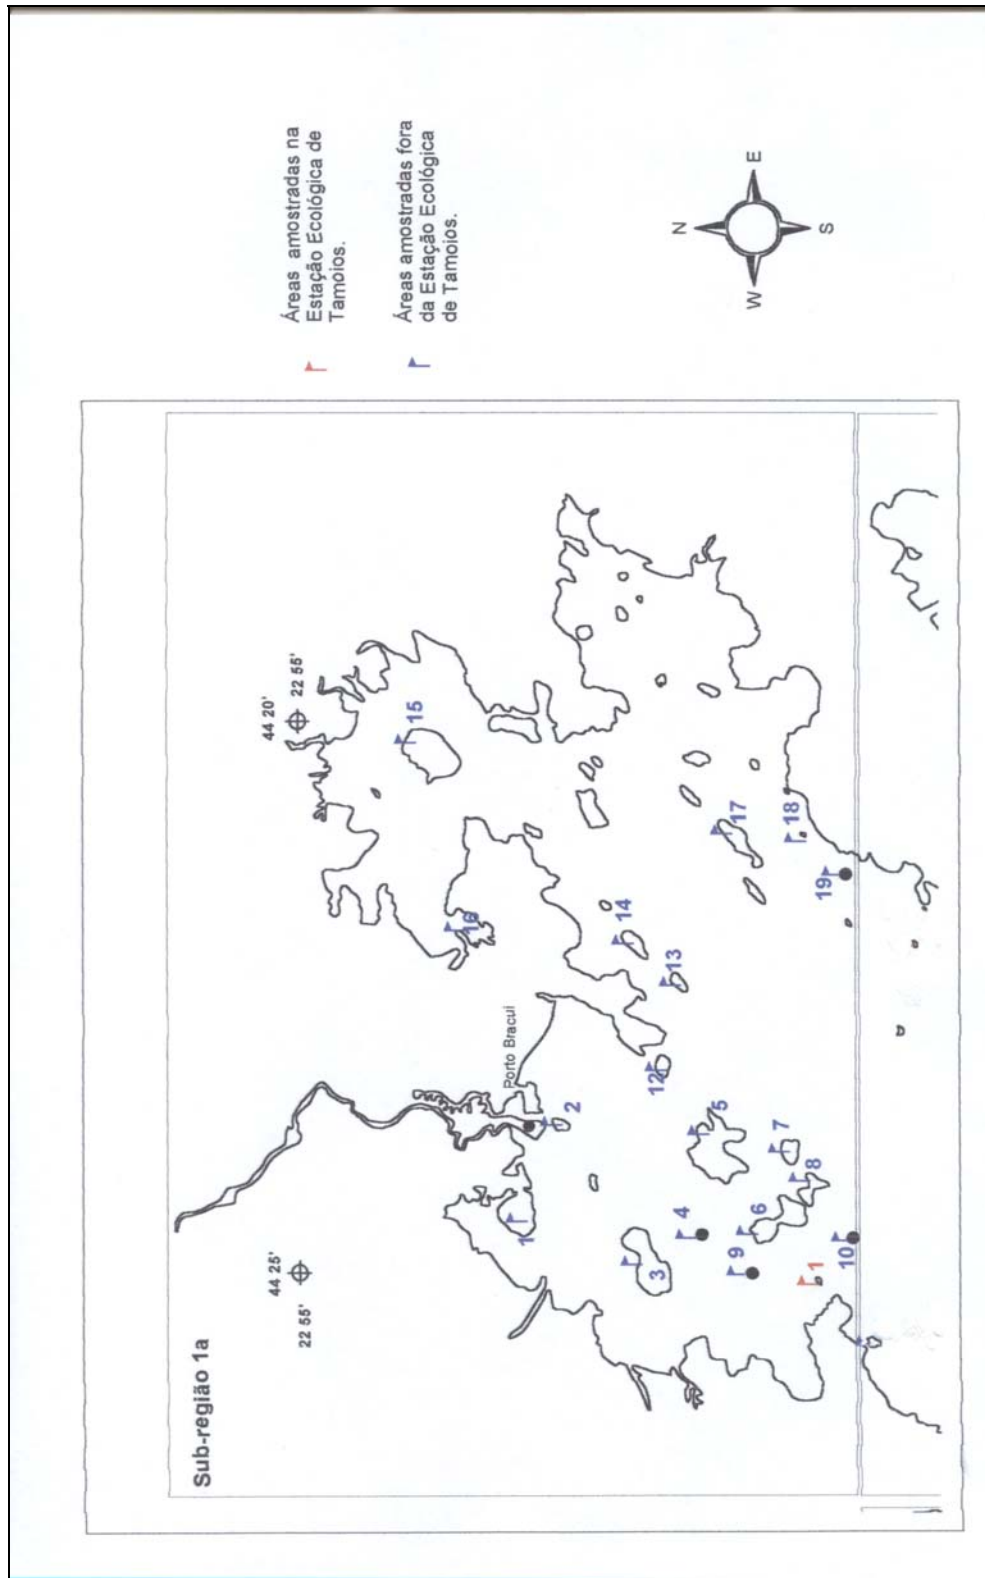 Sub-região 1a
44 25'
22 55'
44 20'
22 55'
15
16
Porto Bracuí
1
2
14
3
12
13
4
5
17
9
6
7
18
8
1
19
10
Áreas amostradas na
Estação Ecológica de
Tamoios.
Áreas amostradas fora
da Estação Ecológica
de Tamoios.
N
W
E
S